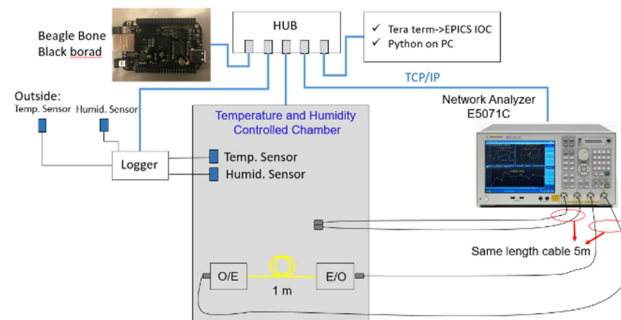 HUB
Beagle Bone
Black borad
✓ Tera term->EPICS IOC
✓ Python on PC
TCP/IP
Outside:
Temp. Sensor
Humid. Sensor
Network Analyzer
E5071C
Temperature and Humidity
Controlled Chamber
Logger
Temp. Sensor
Humid. Sensor
Same length cable 5m
O/E
E/O
1 m